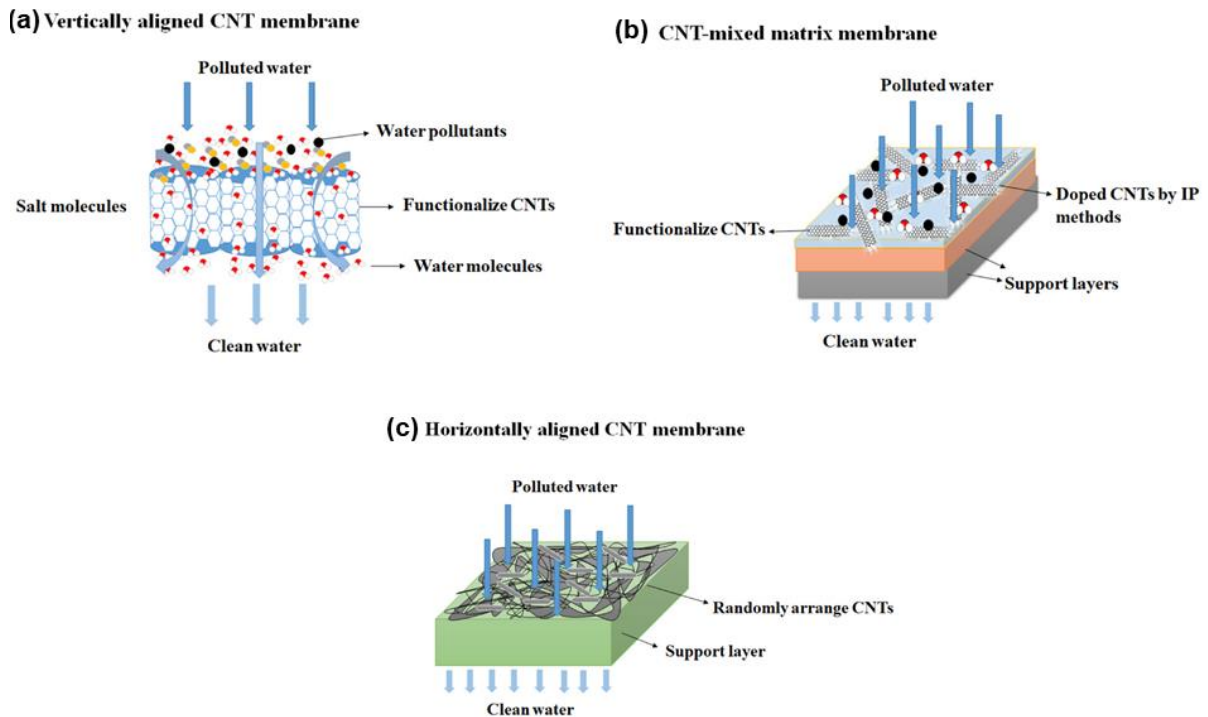 (a) Vertically aligned CNT membrane
Polluted water
Water pollutants
Salt molecules
Functionalize CNTs
Water molecules
Clean water
(b) CNT-mixed matrix membrane
Polluted water
Doped CNTs by IP
methods
Functionalize CNTs
Support layers
Clean water
(c) Horizontally aligned CNT membrane
Polluted water
Randomly arrange CNTs
Support layer
Clean water